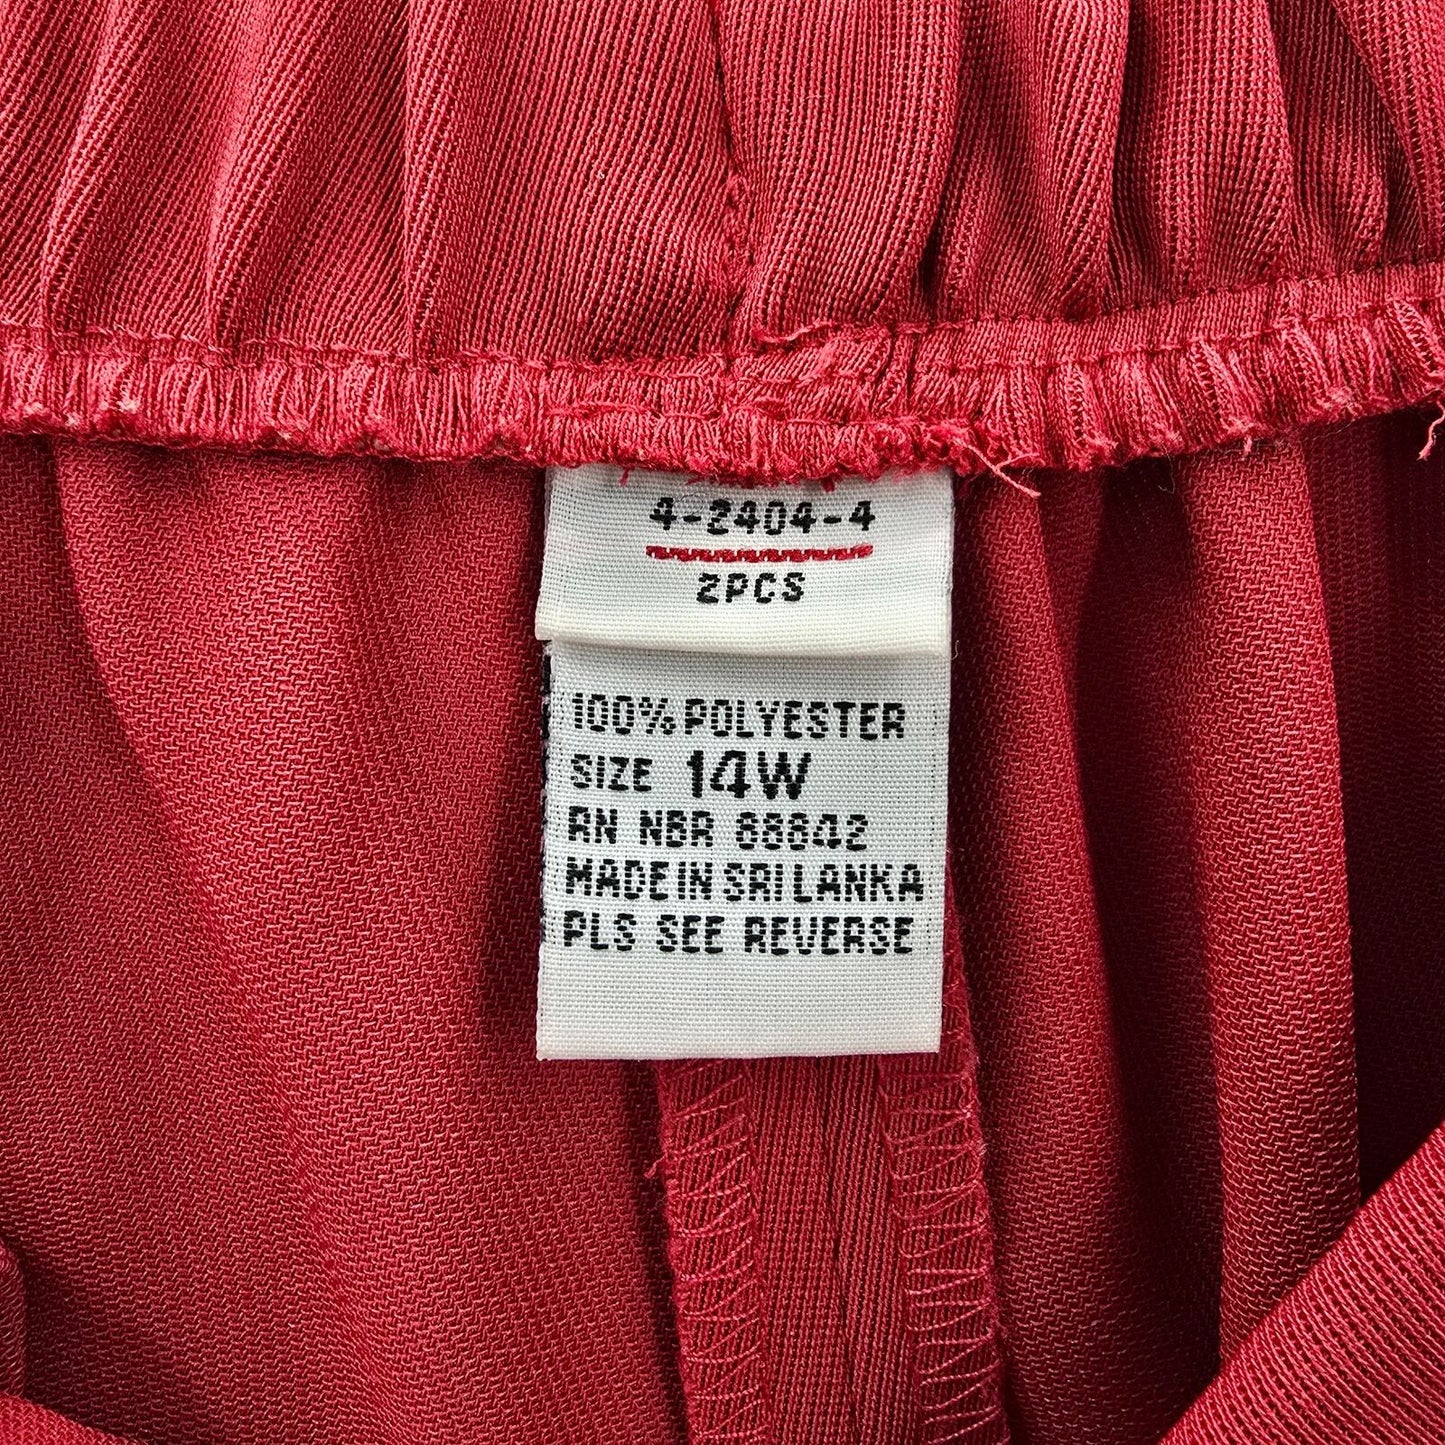 4-2404-4
2PCS
100% POLYESTER
SIZE 14W
RN NBR 88842
MADE IN SRI LANKA
PLS SEE REVERSE